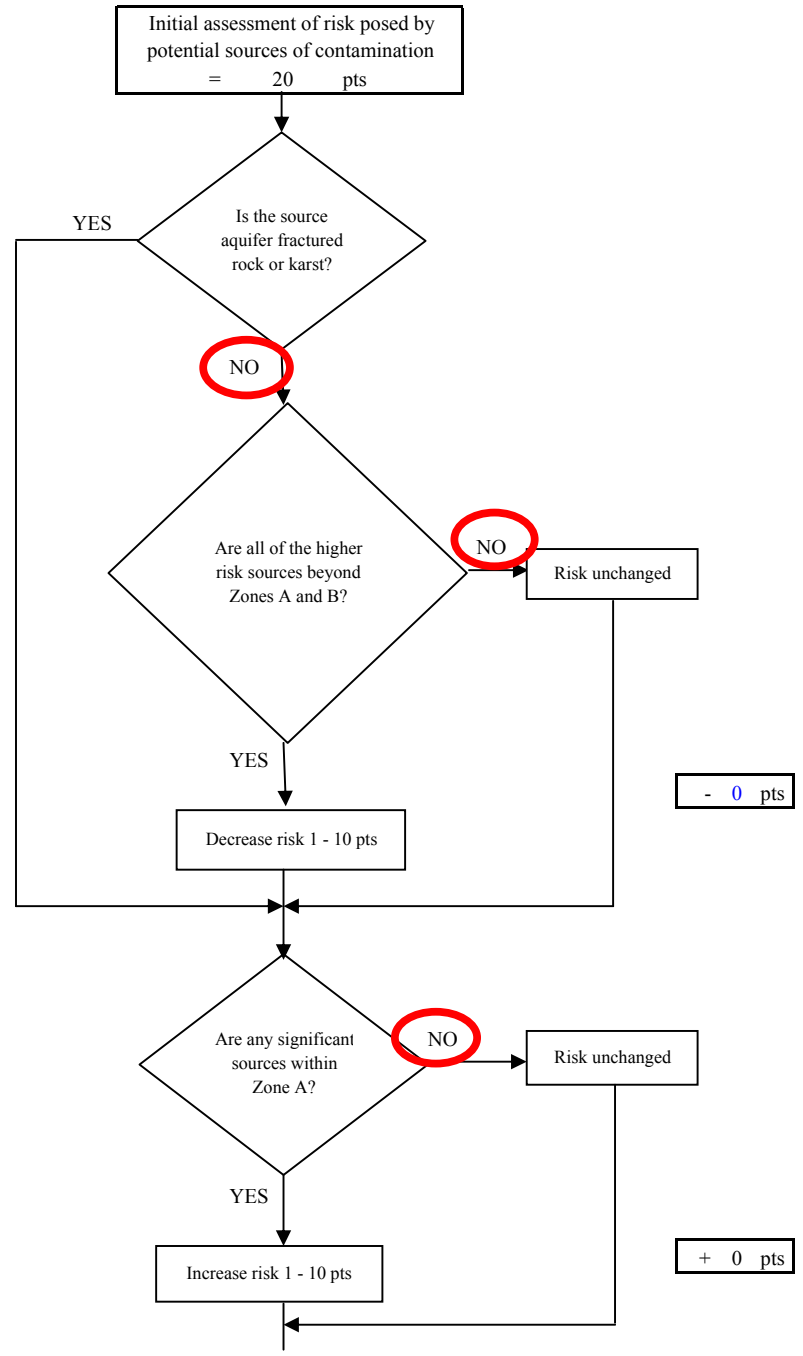 Initial assessment of risk posed by
potential sources of contamination
= 20 pts
YES
Is the source
aquifer fractured
rock or karst?
NO
Are all of the higher
risk sources beyond
Zones A and B?
NO
Risk unchanged
YES
- 0 pts
Decrease risk 1 - 10 pts
Are any significant
sources within
Zone A?
NO
Risk unchanged
YES
+ 0 pts
Increase risk 1 - 10 pts